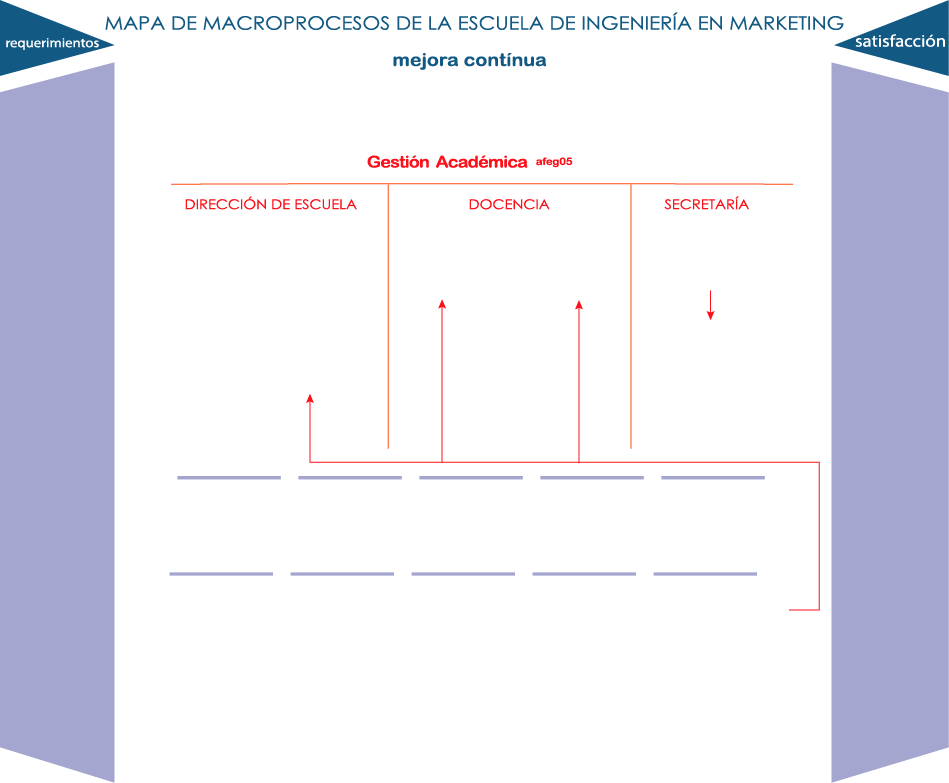 MAPA DE MACROPROCESOS DE LA ESCUELA DE INGENIERÍA EN MARKETING
requerimientos
satisfacción
mejora contínua
Gestión Académica afeg05
DIRECCIÓN DE ESCUELA
DOCENCIA
SECRETARÍA